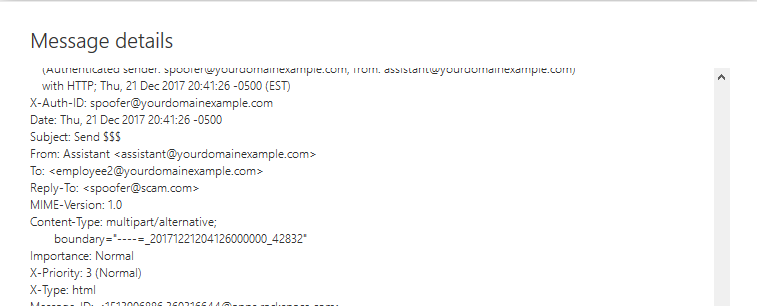 Message details
(Authenticated sender: spoofer@yourdomainexample.com, from: assistant@yourdomainexample.com)
with HTTP; Thu, 21 Dec 2017 20:41:26 -0500 (EST)
X-Auth-ID: spoofer@yourdomainexample.com
Date: Thu, 21 Dec 2017 20:41:26 -0500
Subject: Send $$$
From: Assistant <assistant@yourdomainexample.com>
To: <employee2@yourdomainexample.com>
Reply-To: <spoofer@scam.com>
MIME-Version: 1.0
Content-Type: multipart/alternative;
boundary="----=_20171221204126000000_42832"
Importance: Normal
X-Priority: 3 (Normal)
X-Type: html
Message-ID: